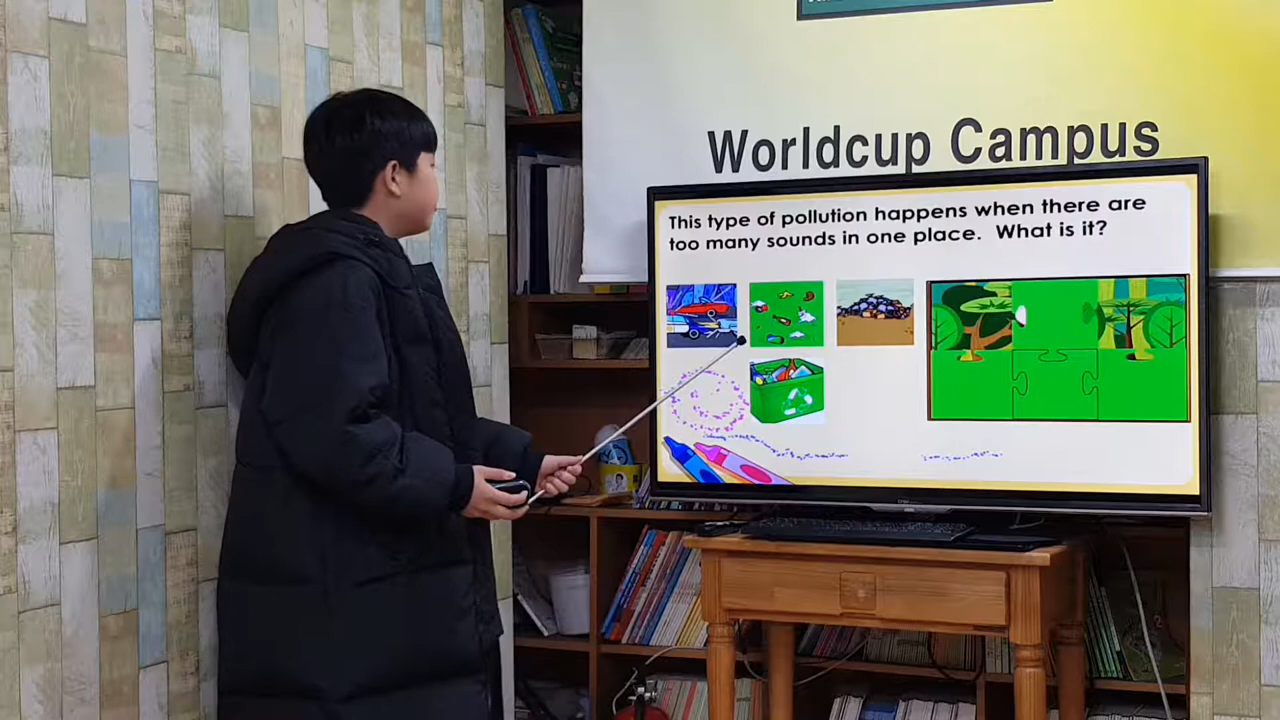 Worldcup Campus
This type of pollution happens when there are
too many sounds in one place. What is it?